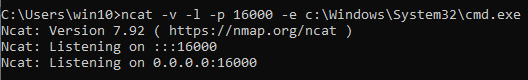 C:\Users\win10>ncat -v -l -p 16000 -e c:\Windows\System32\cmd.exe
Ncat: Version 7.92 ( https://nmap.org/ncat )
Ncat: Listening on :::16000
Ncat: Listening on 0.0.0.0:16000